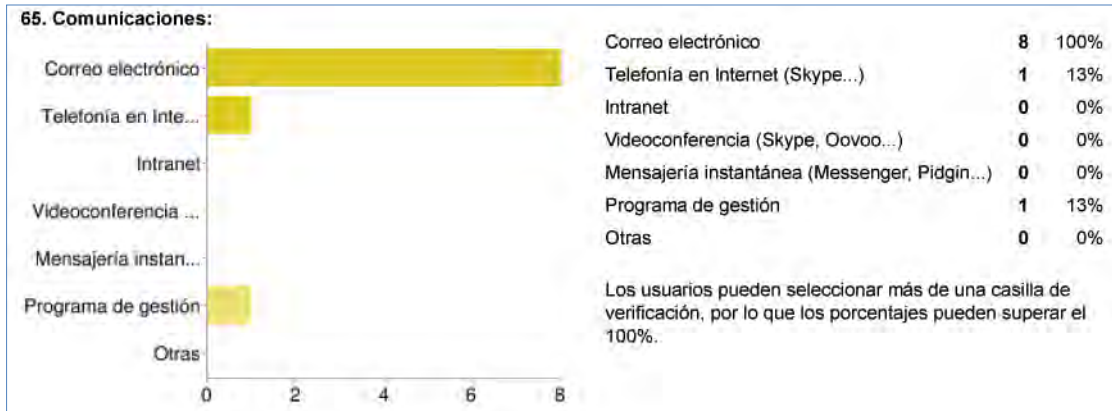 65. Comunicaciones:
Correo electrónico
Telefonía en Inte...
Intranet
Videoconferencia ...
Mensajería instan...
Programa de gestión
Otras
0 2 4 6 8
Correo electrónico 8 100%
Telefonía en Internet (Skype...) 1 13%
Intranet 0 0%
Videoconferencia (Skype, Oovoo...) 0 0%
Mensajería instantánea (Messenger, Pidgin...) 0 0%
Programa de gestión 1 13%
Otras 0 0%
Los usuarios pueden seleccionar más de una casilla de
verificación, por lo que los porcentajes pueden superar el
100%.